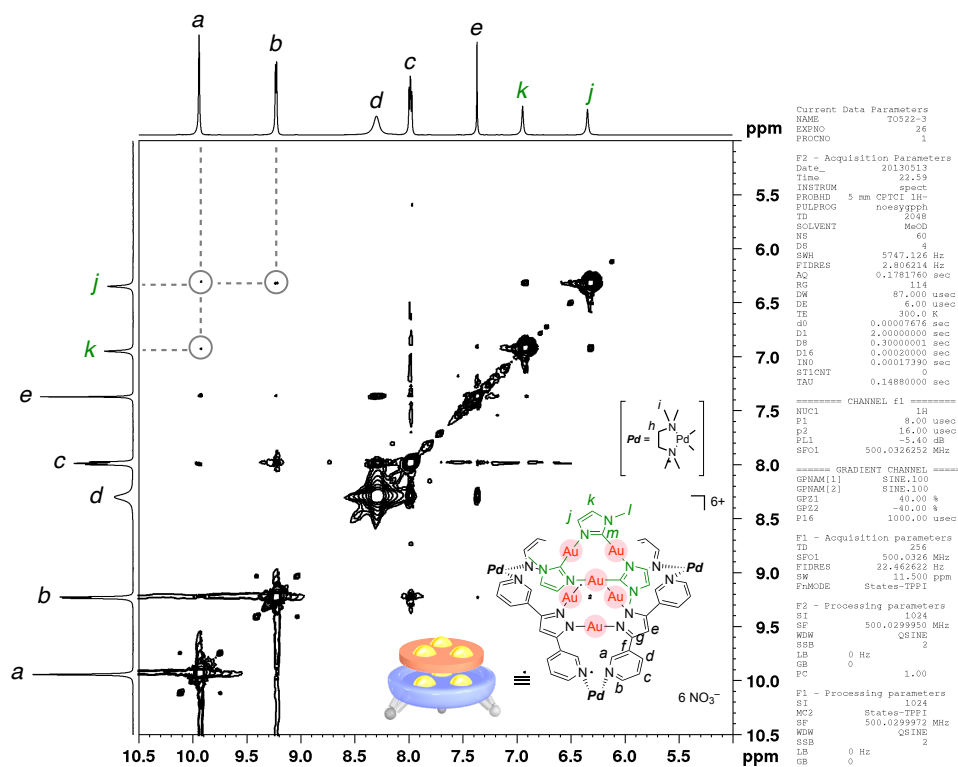 a
b
c
d
e
k
j
ppm
5.5
6.0
6.5
7.0
7.5
8.0
8.5
9.0
9.5
10.0
10.5
ppm
10.5 10.0 9.5 9.0 8.5 8.0 7.5 7.0 6.5 6.0 5.5
j
k
e
c
d
b
a
i
h
N
Pd = Pd
N
6+
k
j N l
N m
Au Au
N N N N
Pd N Au N Pd
N Au Au N
N N
N Au N e
f g
a d
N N c
Pd b
6 NO3−
Current Data Parameters
NAME TO522-3
EXPNO 26
PROCNO 1
F2 - Acquisition Parameters
Date_ 20130513
Time 22.59
INSTRUM spect
PROBHD 5 mm CPTCI 1H-
PULPROG noesygpph
TD 2048
SOLVENT MeOD
NS 60
DS 4
SWH 5747.126 Hz
FIDRES 2.806214 Hz
AQ 0.1781760 sec
RG 114
DW 87.000 usec
DE 6.00 usec
TE 300.0 K
d0 0.00007676 sec
D1 2.00000000 sec
D8 0.30000001 sec
D16 0.00020000 sec
IN0 0.00017390 sec
ST1CNT 0
TAU 0.14880000 sec
======== CHANNEL f1 ========
NUC1 1H
P1 8.00 usec
p2 16.00 usec
PL1 -5.40 dB
SFO1 500.0326252 MHz
====== GRADIENT CHANNEL =====
GPNAM[1] SINE.100
GPNAM[2] SINE.100
GPZ1 40.00 %
GPZ2 -40.00 %
P16 1000.00 usec
F1 - Acquisition parameters
TD 256
SFO1 500.0326 MHz
FIDRES 22.462622 Hz
SW 11.500 ppm
FnMODE States-TPPI
F2 - Processing parameters
SI 1024
SF 500.0299950 MHz
WDW QSINE
SSB 2
LB 0 Hz
GB 0
PC 1.00
F1 - Processing parameters
SI 1024
MC2 States-TPPI
SF 500.0299972 MHz
WDW QSINE
SSB 2
LB 0 Hz
GB 0